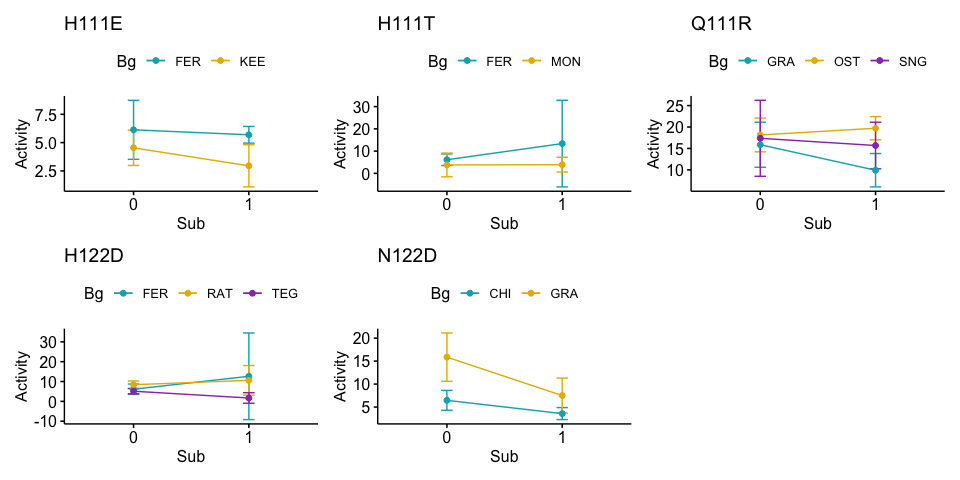 H111E
Bg FER KEE
Activity
7.5
5.0
2.5
0 1
Sub
H111T
Bg FER MON
Activity
30
20
10
0
0 1
Sub
Q111R
Bg GRA OST SNG
Activity
25
20
15
10
0 1
Sub
H122D
Bg FER RAT TEG
Activity
30
20
10
0
-10
0 1
Sub
N122D
Bg CHI GRA
Activity
20
15
10
5
0 1
Sub